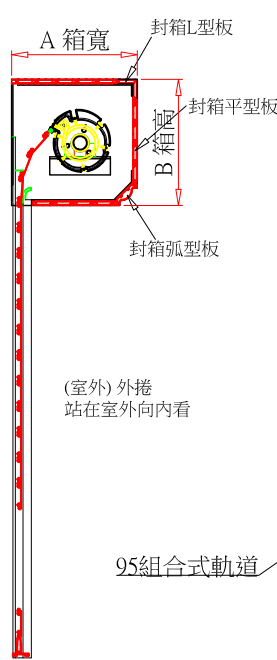 封箱L型板
A 箱寬
封箱平型板
B 箱高
封箱弧型板
(室外) 外捲
站在室外向內看
95組合式軌道